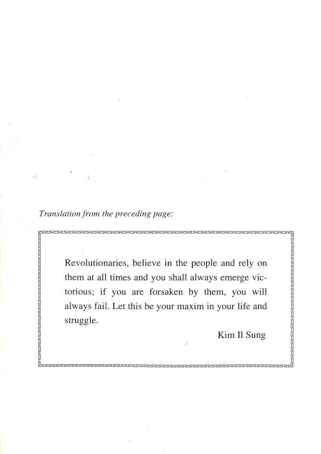 Translation from the preceding page:
Revolutionaries, believe in the people and rely on
them at all times and you shall always emerge vic-
torious; if you are forsaken by them, you will
always fail. Let this be your maxim in your life and
struggle.
Kim Il Sung